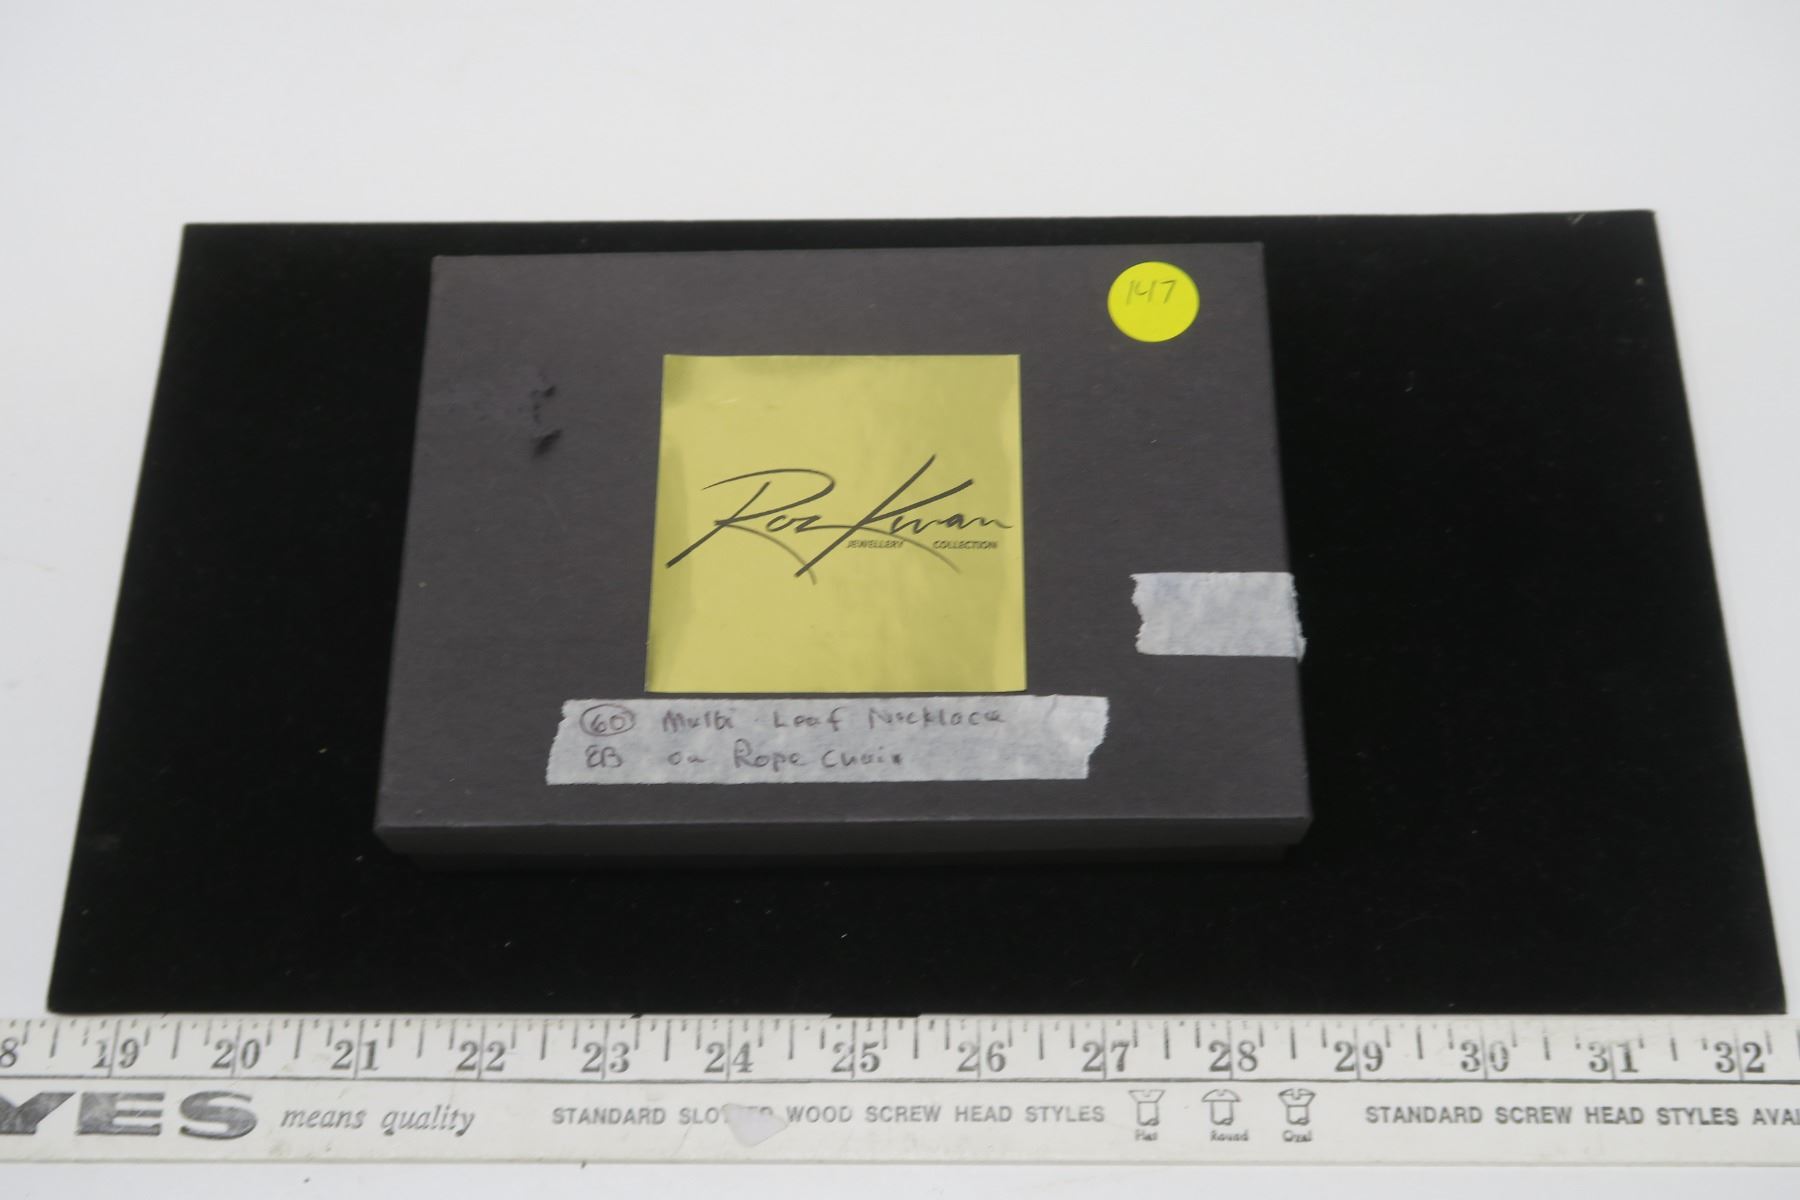 147
Roz Kwan
JEWELLERY COLLECTION
60 Multi Leaf Necklace
EB on Rope Chain
8 19 20 21 22 23 24 25 26 27 28 29 30 31 32
YES means quality STANDARD SLOTTED WOOD SCREW HEAD STYLES Flat Round Oval STANDARD SCREW HEAD STYLES AVAI